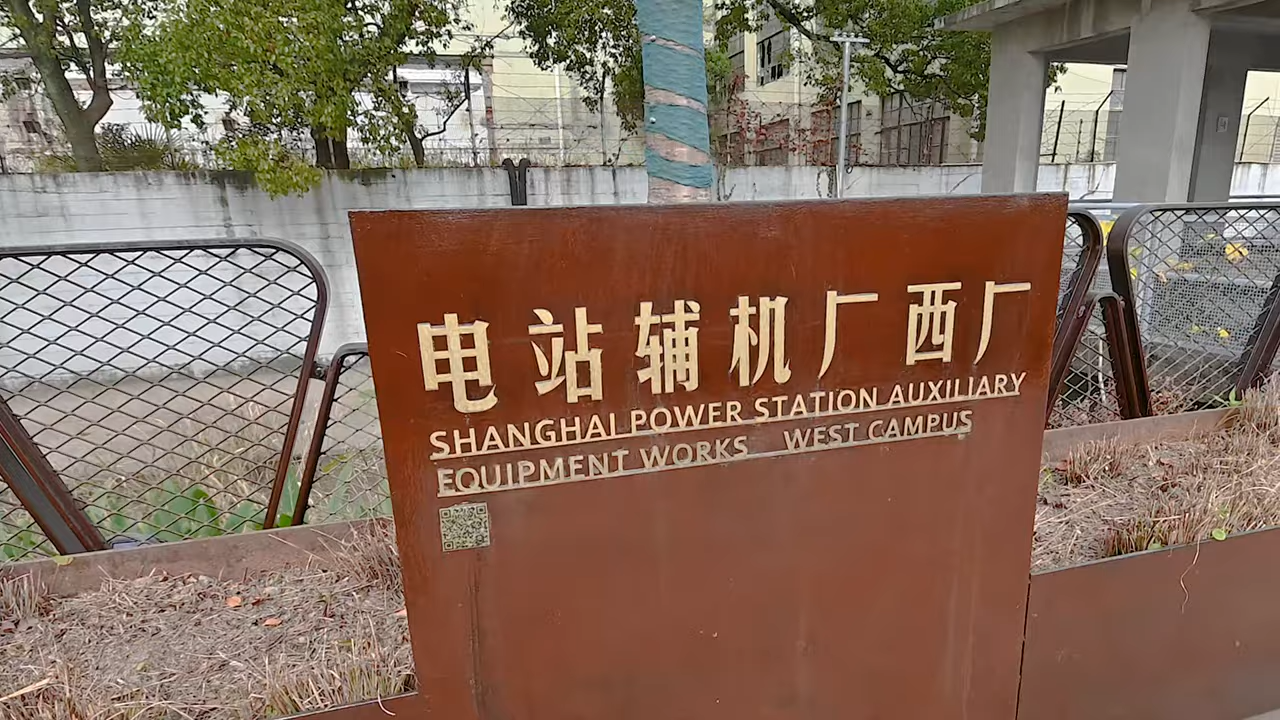 电站辅机厂西厂
SHANGHAI POWER STATION AUXILIARY
EQUIPMENT WORKS WEST CAMPUS